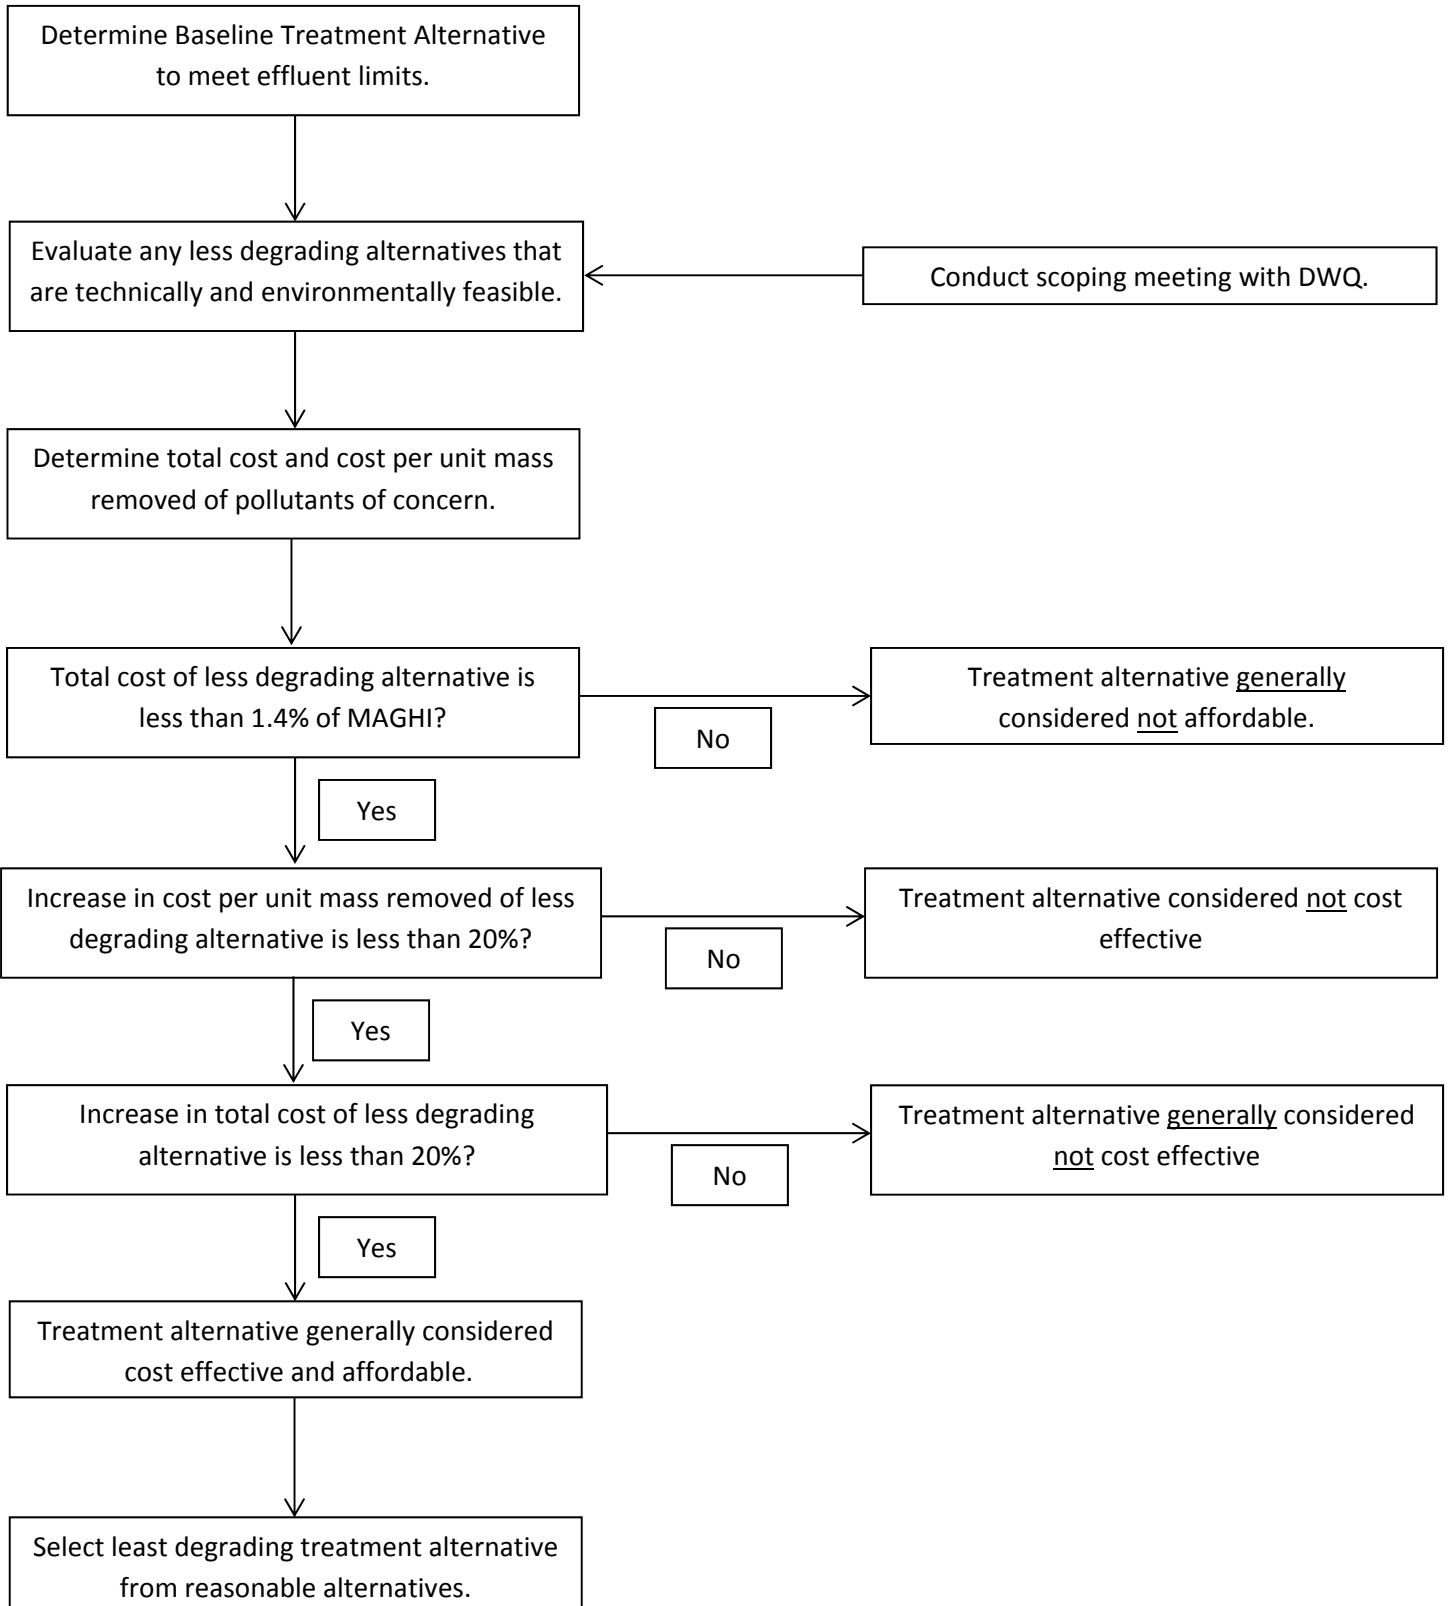 Determine Baseline Treatment Alternative
to meet effluent limits.
Evaluate any less degrading alternatives that
are technically and environmentally feasible.
Conduct scoping meeting with DWQ.
Determine total cost and cost per unit mass
removed of pollutants of concern.
Total cost of less degrading alternative is
less than 1.4% of MAGHI?
No
Treatment alternative generally
considered not affordable.
Yes
Increase in cost per unit mass removed of less
degrading alternative is less than 20%?
No
Treatment alternative considered not cost
effective
Yes
Increase in total cost of less degrading
alternative is less than 20%?
No
Treatment alternative generally considered
not cost effective
Yes
Treatment alternative generally considered
cost effective and affordable.
Select least degrading treatment alternative
from reasonable alternatives.